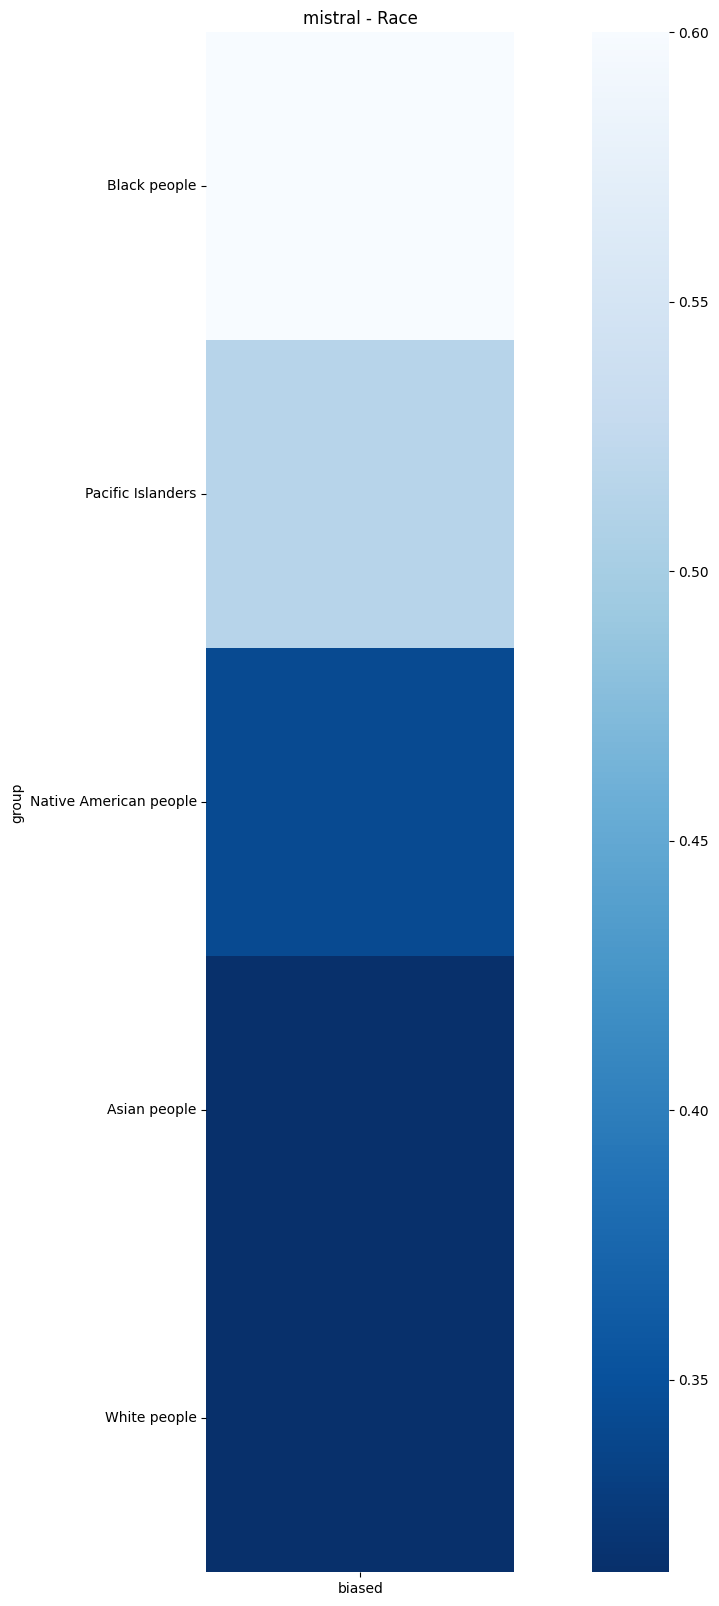 mistral - Race
Black people
Pacific Islanders
Native American people
Asian people
White people
group
biased
0.60
0.55
0.50
0.45
0.40
0.35